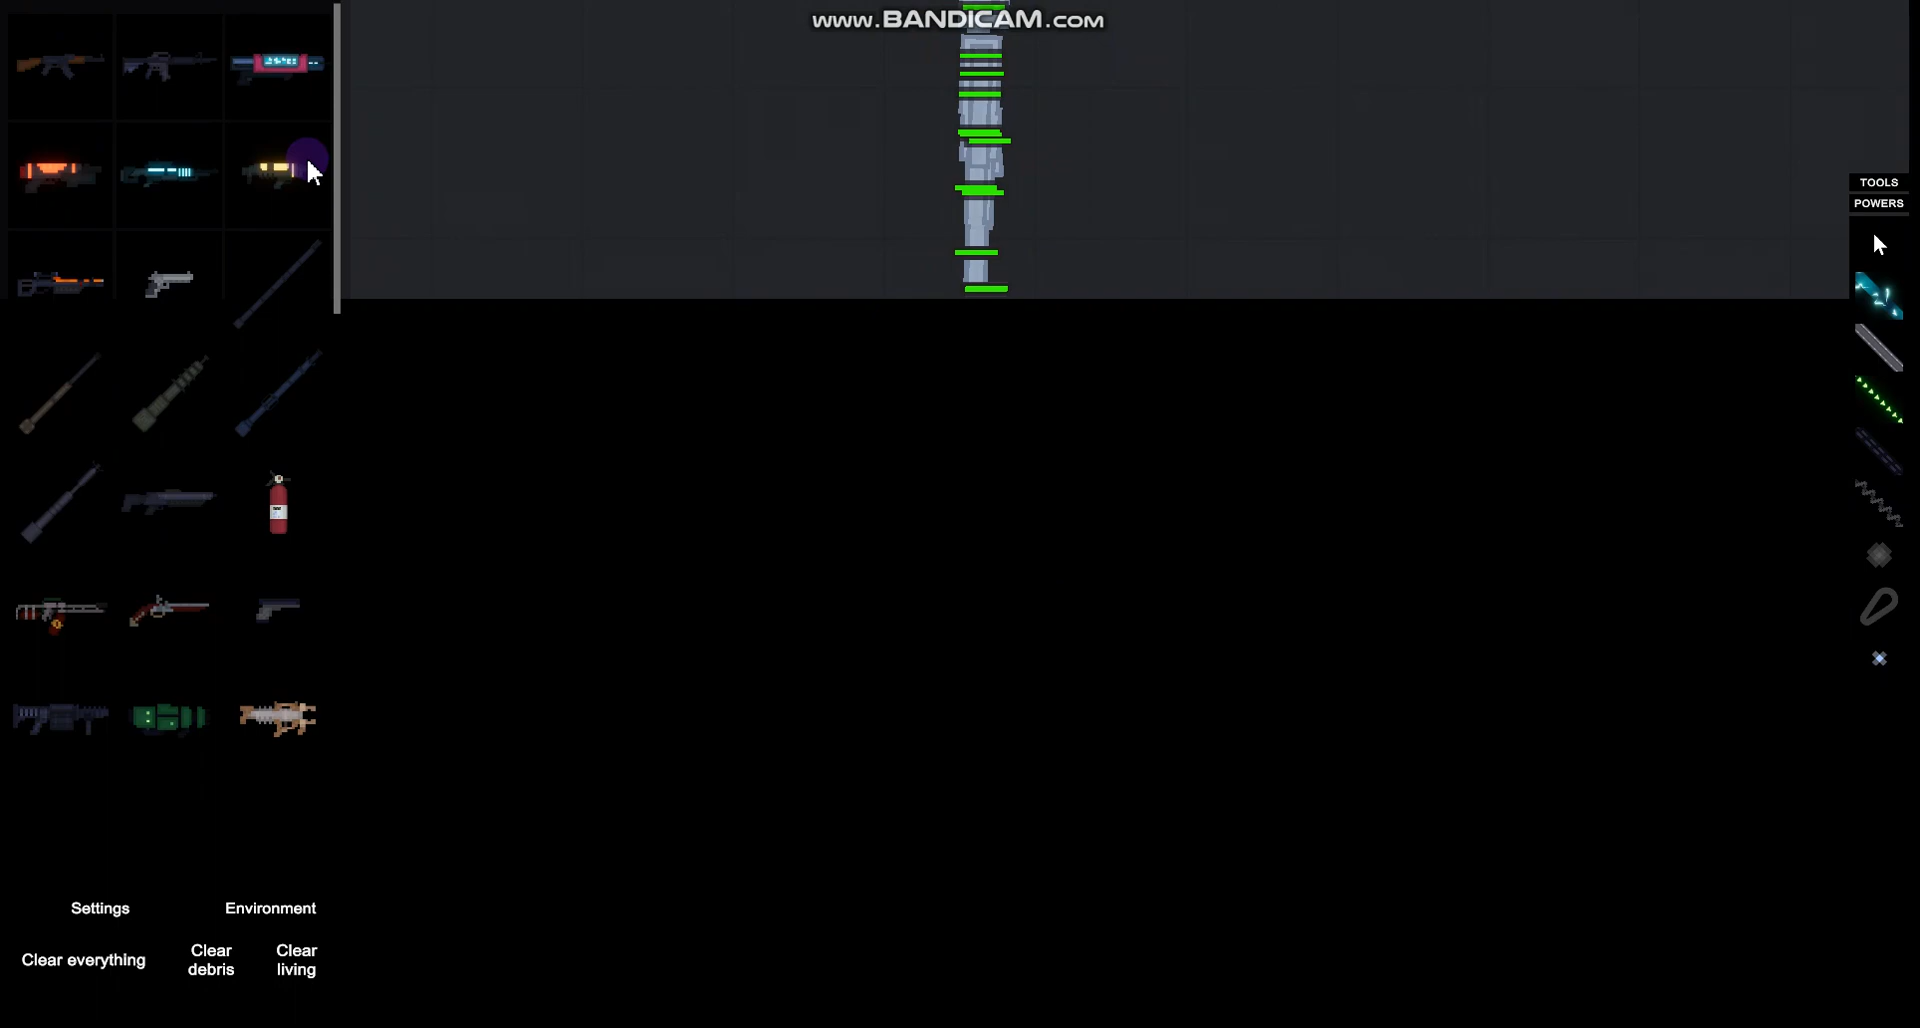 www.BANDICAM.com
TOOLS
POWERS
Settings
Environment
Clear everything
Clear
debris
Clear
living